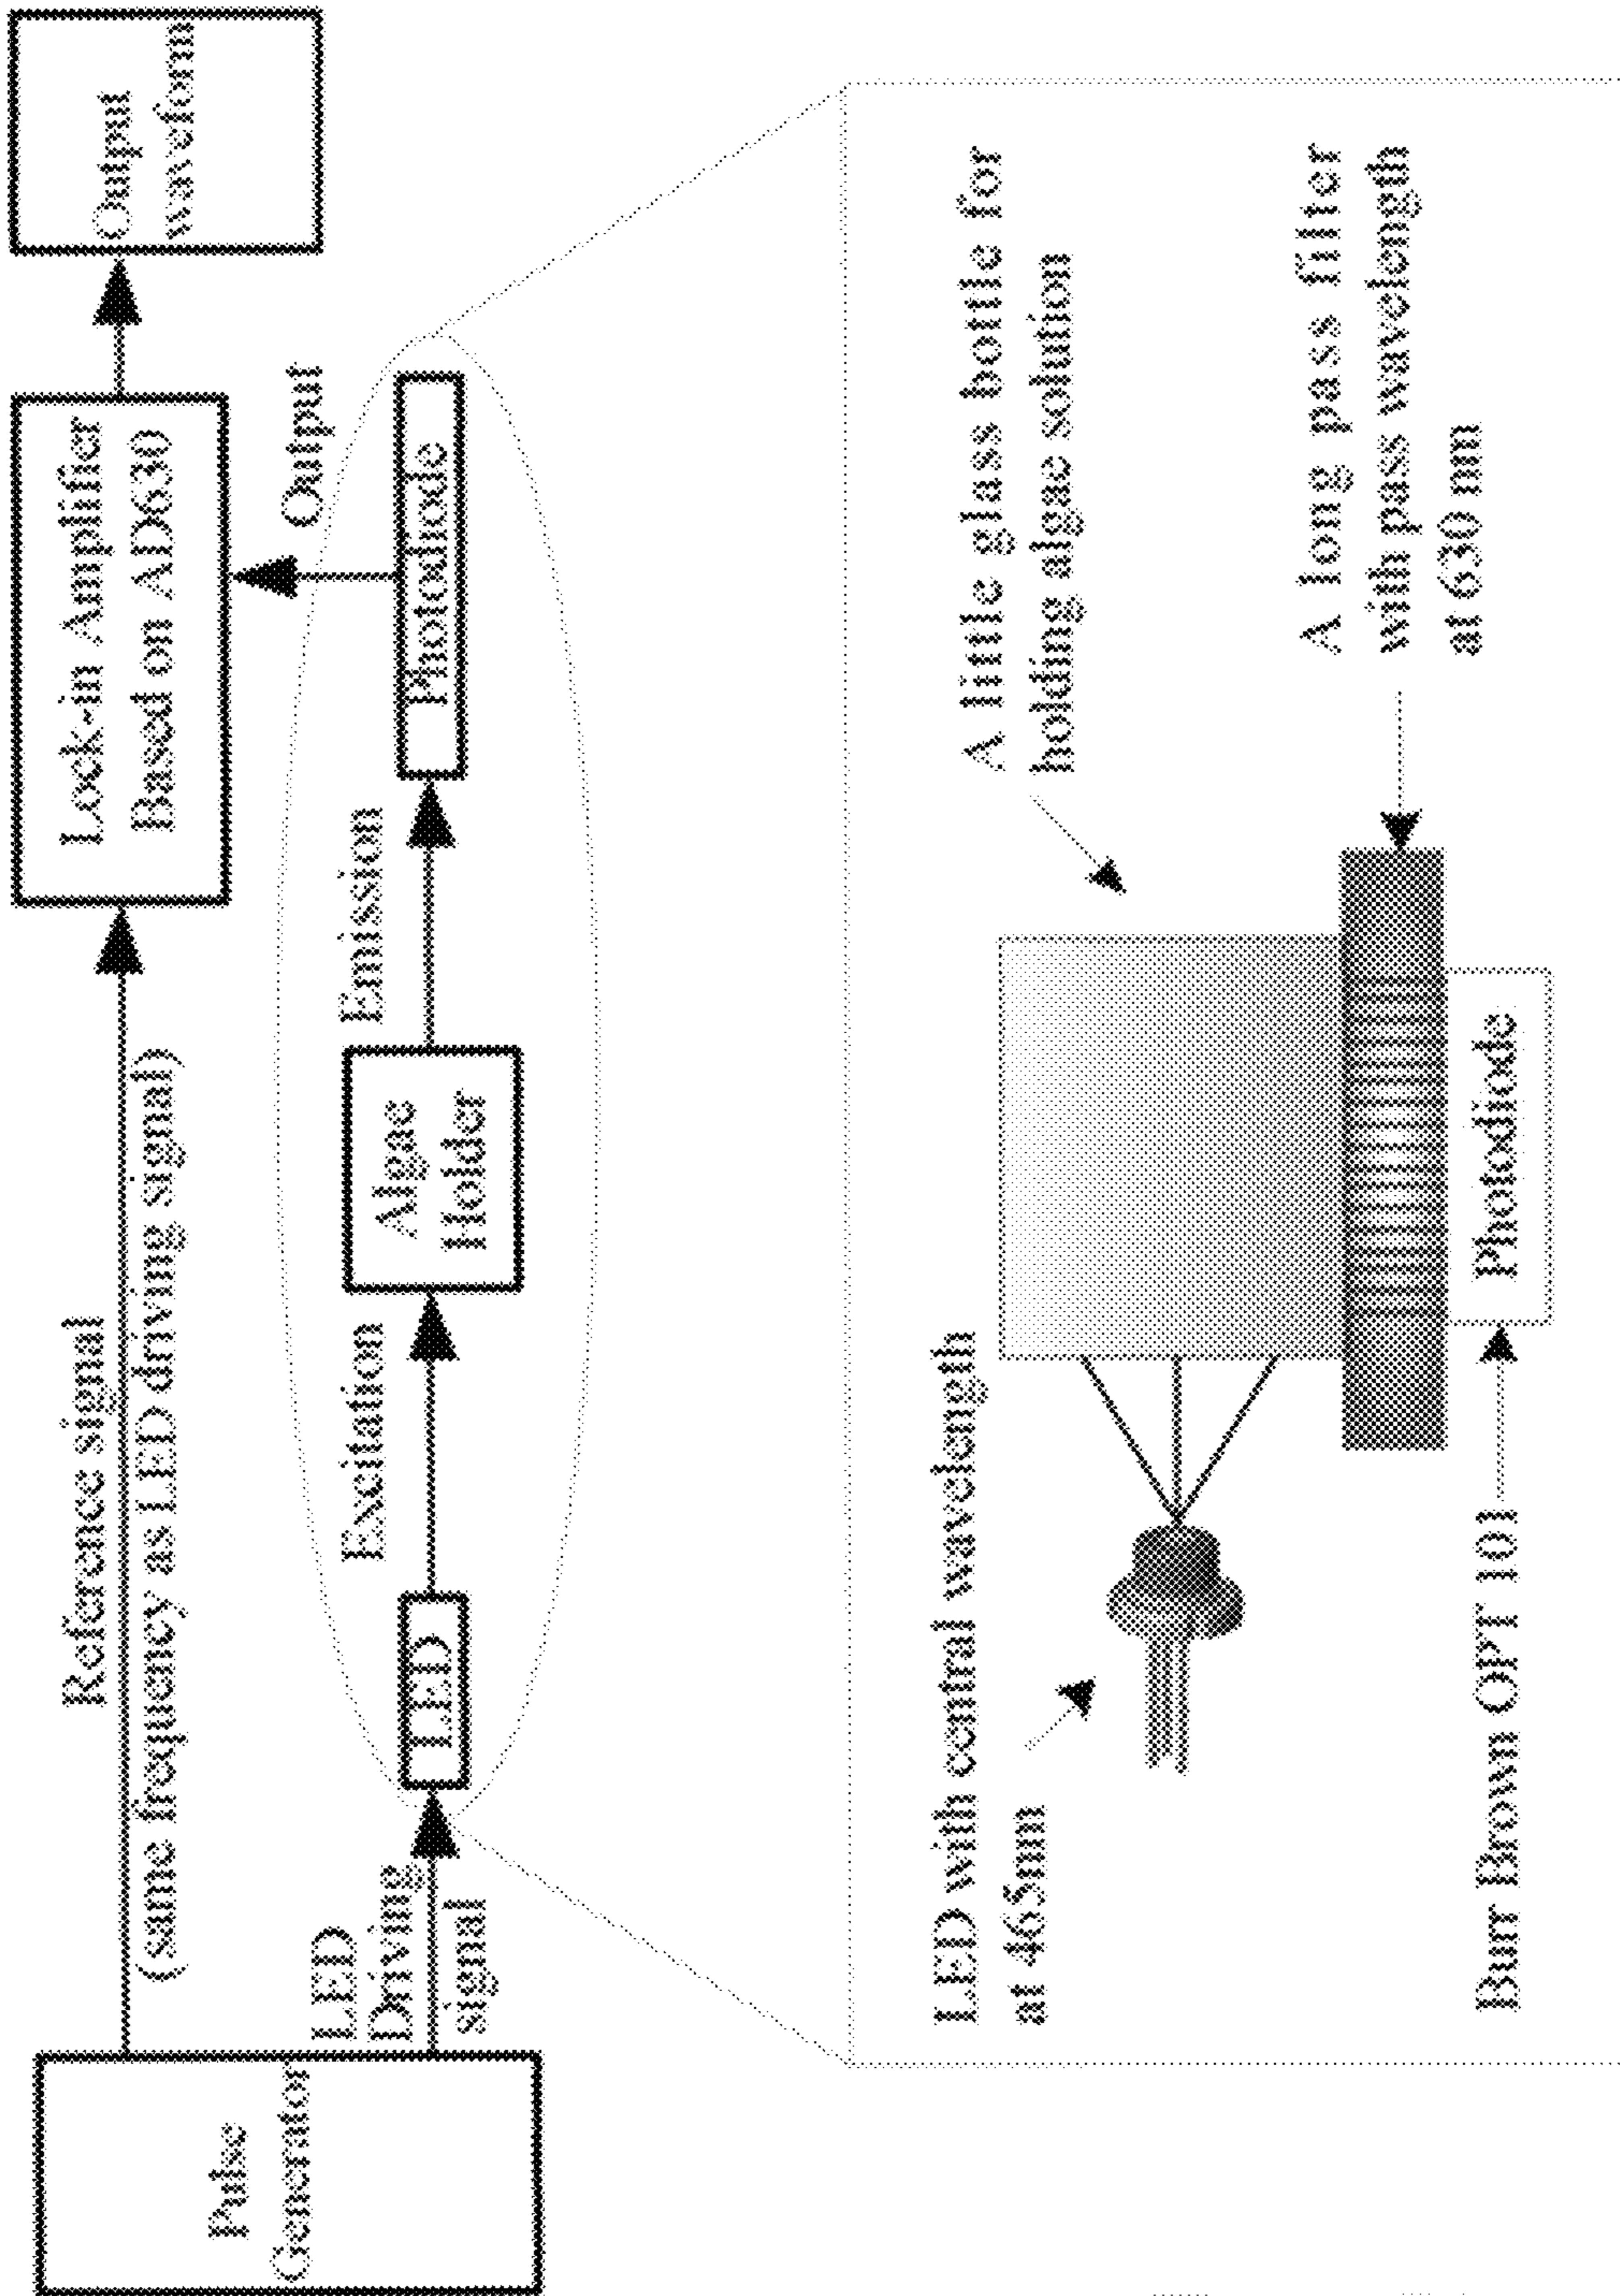 Pulse
Generator
Reference signal
(same frequency as LED driving signal)
LED
Driving
signal
LED
Excitation
Algae
Holder
Emission
Photodiode
Output
Lock-in Amplifier
Based on AD630
Output
waveform
LED with central wavelength
at 465nm
A little glass bottle for
holding algae solution
A long pass filter
with pass wavelength
at 630 nm
Burr Brown OPT 101
Photodiode